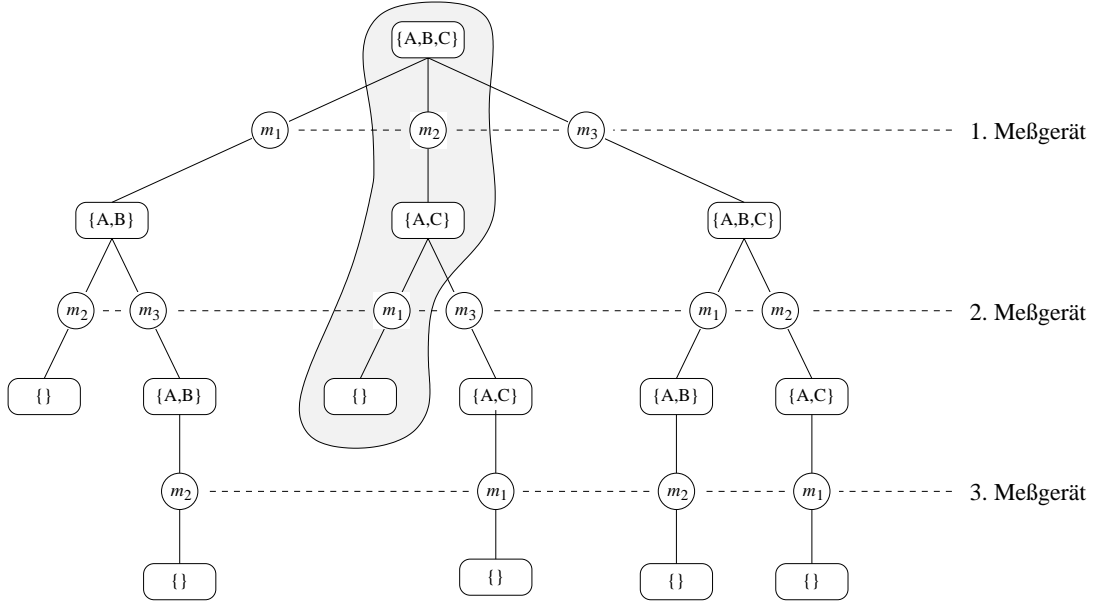 {A,B,C}
m1 m2 m3 1. Meßgerät
{A,B} {A,C} {A,B,C}
m2 m3 m1 m3 m1 m2 2. Meßgerät
{} {A,B} {} {A,C} {A,B} {A,C}
m2 m1 m2 m1 3. Meßgerät
{} {} {} {}